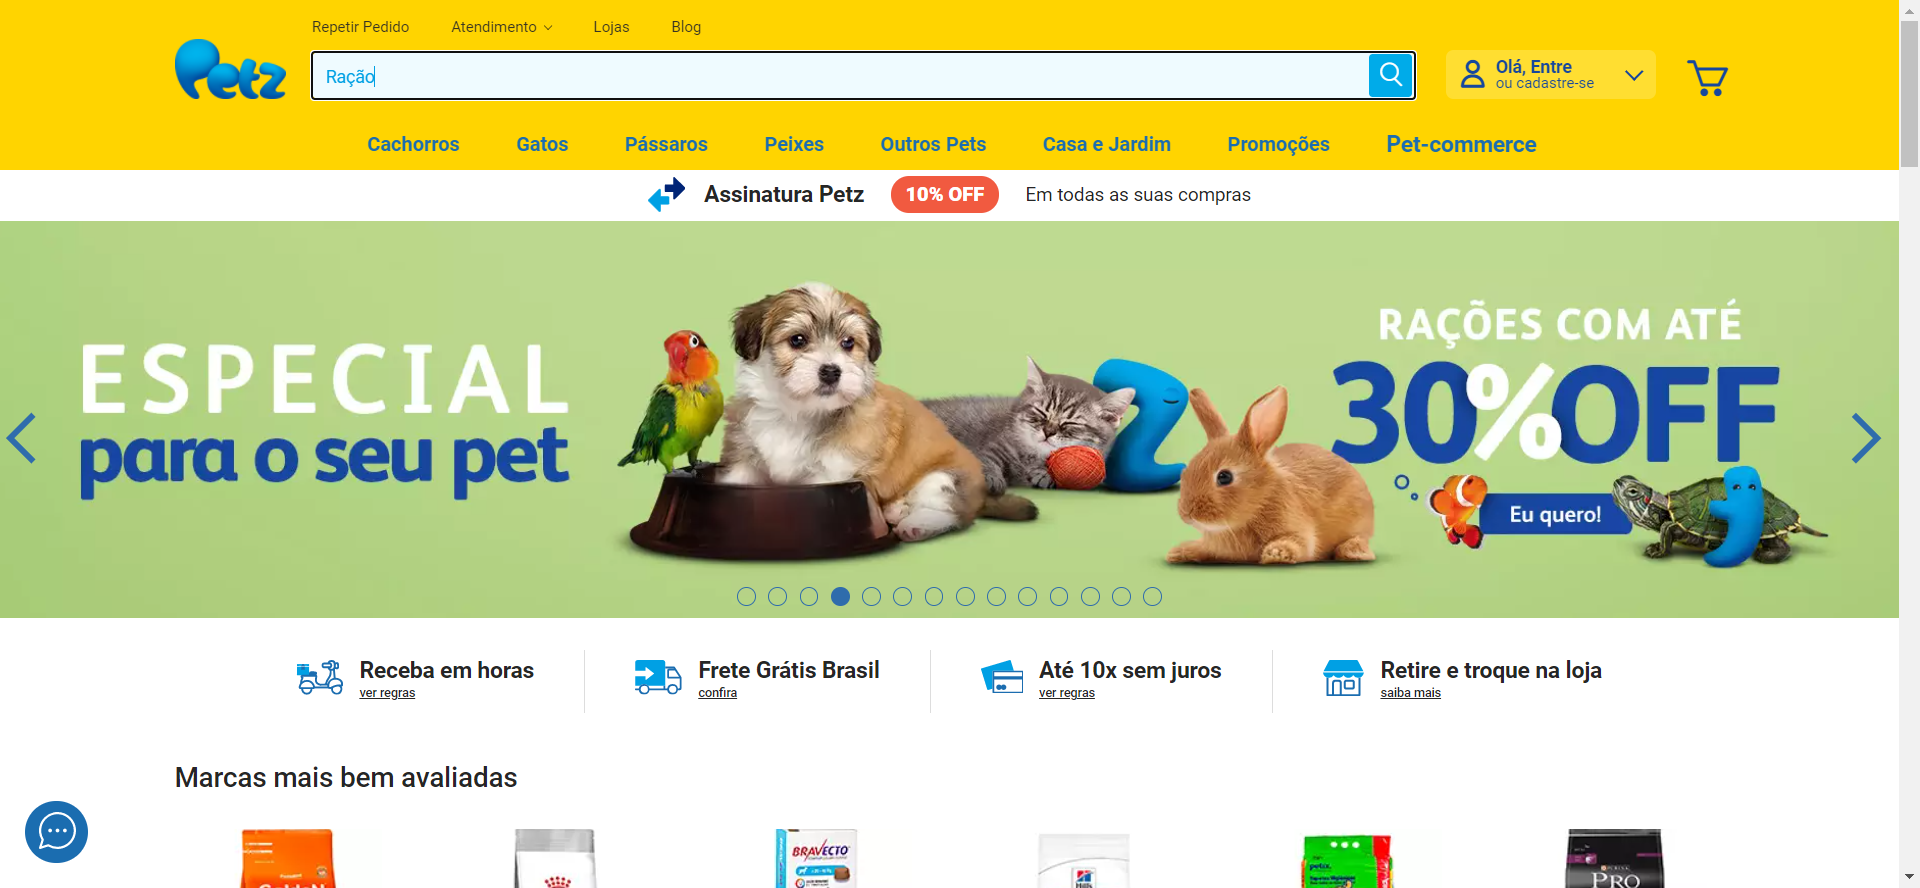 Repetir Pedido
Atendimento
Lojas
Blog
Petz
Ração
Olá, Entre
ou cadastre-se
Cachorros
Gatos
Pássaros
Peixes
Outros Pets
Casa e Jardim
Promoções
Pet-commerce
Assinatura Petz
10% OFF
Em todas as suas compras
ESPECIAL
para o seu pet
RAÇÕES COM ATÉ
30%OFF
Eu quero!
Receba em horas
ver regras
Frete Grátis Brasil
confira
Até 10x sem juros
ver regras
Retire e troque na loja
saiba mais
Marcas mais bem avaliadas
BRAVECTO
Hill's
petix
PURINA
PRO